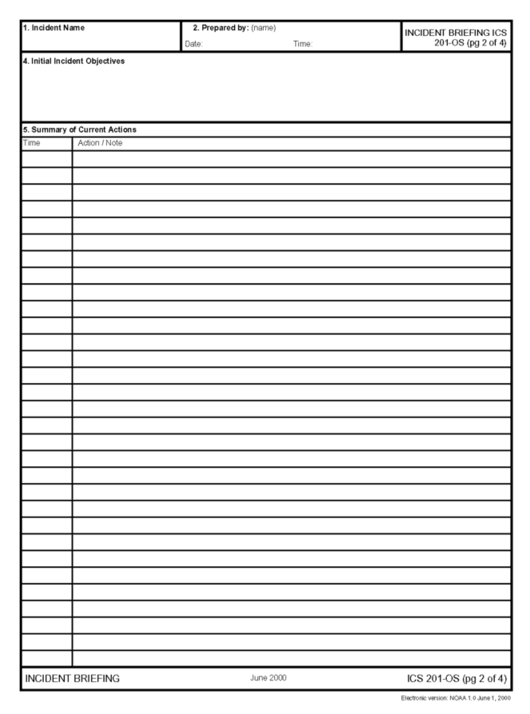 1. Incident Name
2. Prepared by: (name)
Date: Time:
INCIDENT BRIEFING ICS
201-OS (pg 2 of 4)
4. Initial Incident Objectives
5. Summary of Current Actions
Time Action / Note
INCIDENT BRIEFING June 2000 ICS 201-OS (pg 2 of 4)
Electronic version: NOAA 1.0 June 1, 2000